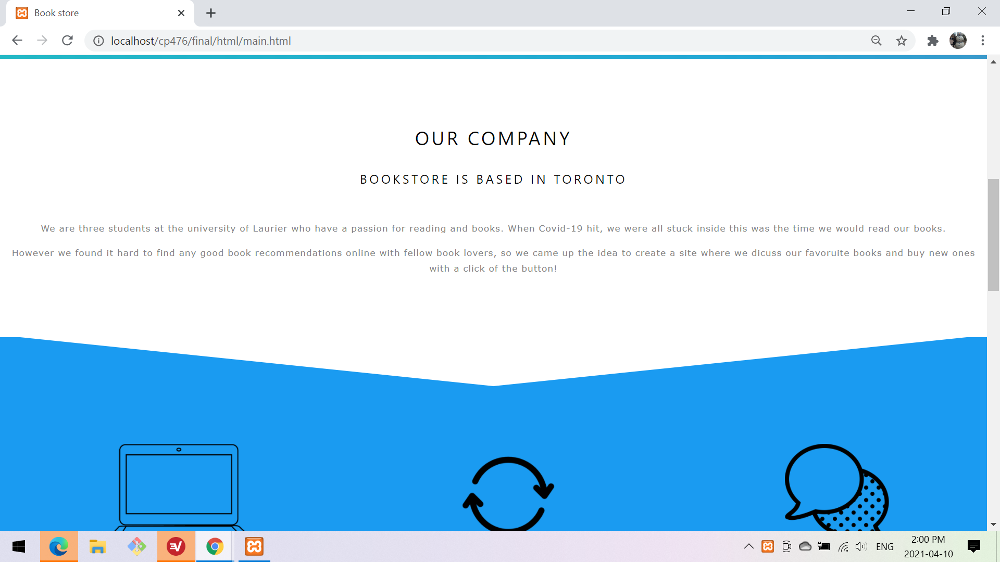 Book store
localhost/cp476/final/html/main.html
OUR COMPANY
BOOKSTORE IS BASED IN TORONTO
We are three students at the university of Laurier who have a passion for reading and books. When Covid-19 hit, we were all stuck inside this was the time we would read our books.
However we found it hard to find any good book recommendations online with fellow book lovers, so we came up the idea to create a site where we dicuss our favoruite books and buy new ones
with a click of the button!
ENG
2:00 PM
2021-04-10